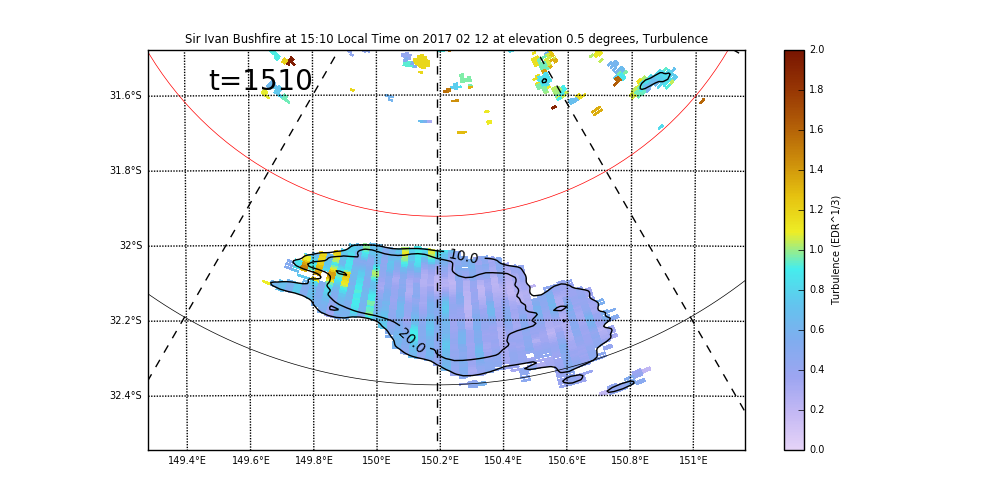 Sir Ivan Bushfire at 15:10 Local Time on 2017 02 12 at elevation 0.5 degrees, Turbulence
t=1510
31.6°S
31.8°S
32°S
32.2°S
32.4°S
10.0
20.0
149.4°E 149.6°E 149.8°E 150°E 150.2°E 150.4°E 150.6°E 150.8°E 151°E
2.0
1.8
1.6
1.4
1.2
1.0
0.8
0.6
0.4
0.2
0.0
Turbulence (EDR^1/3)